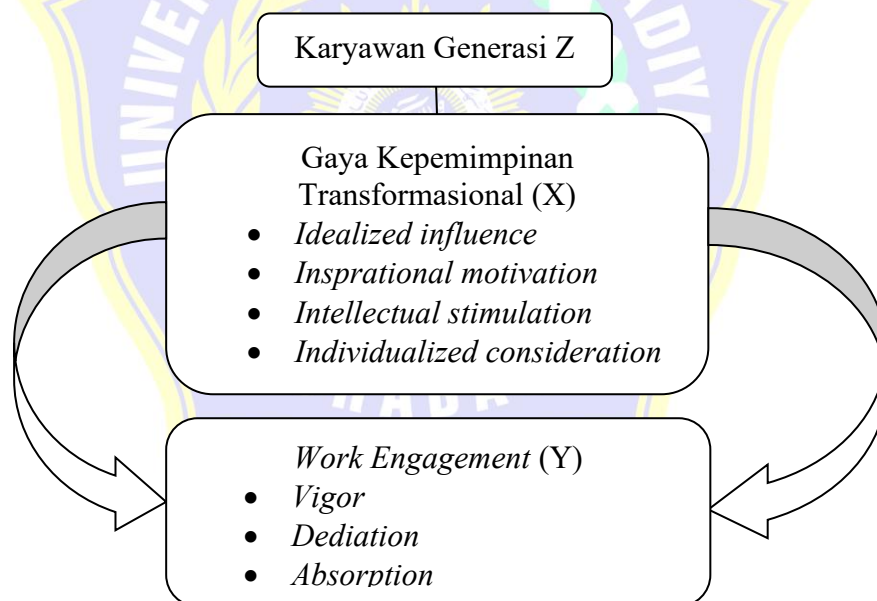 Karyawan Generasi Z
Gaya Kepemimpinan
Transformasional (X)
• Idealized influence
• Insprational motivation
• Intellectual stimulation
• Individualized consideration
Work Engagement (Y)
• Vigor
• Dediation
• Absorption